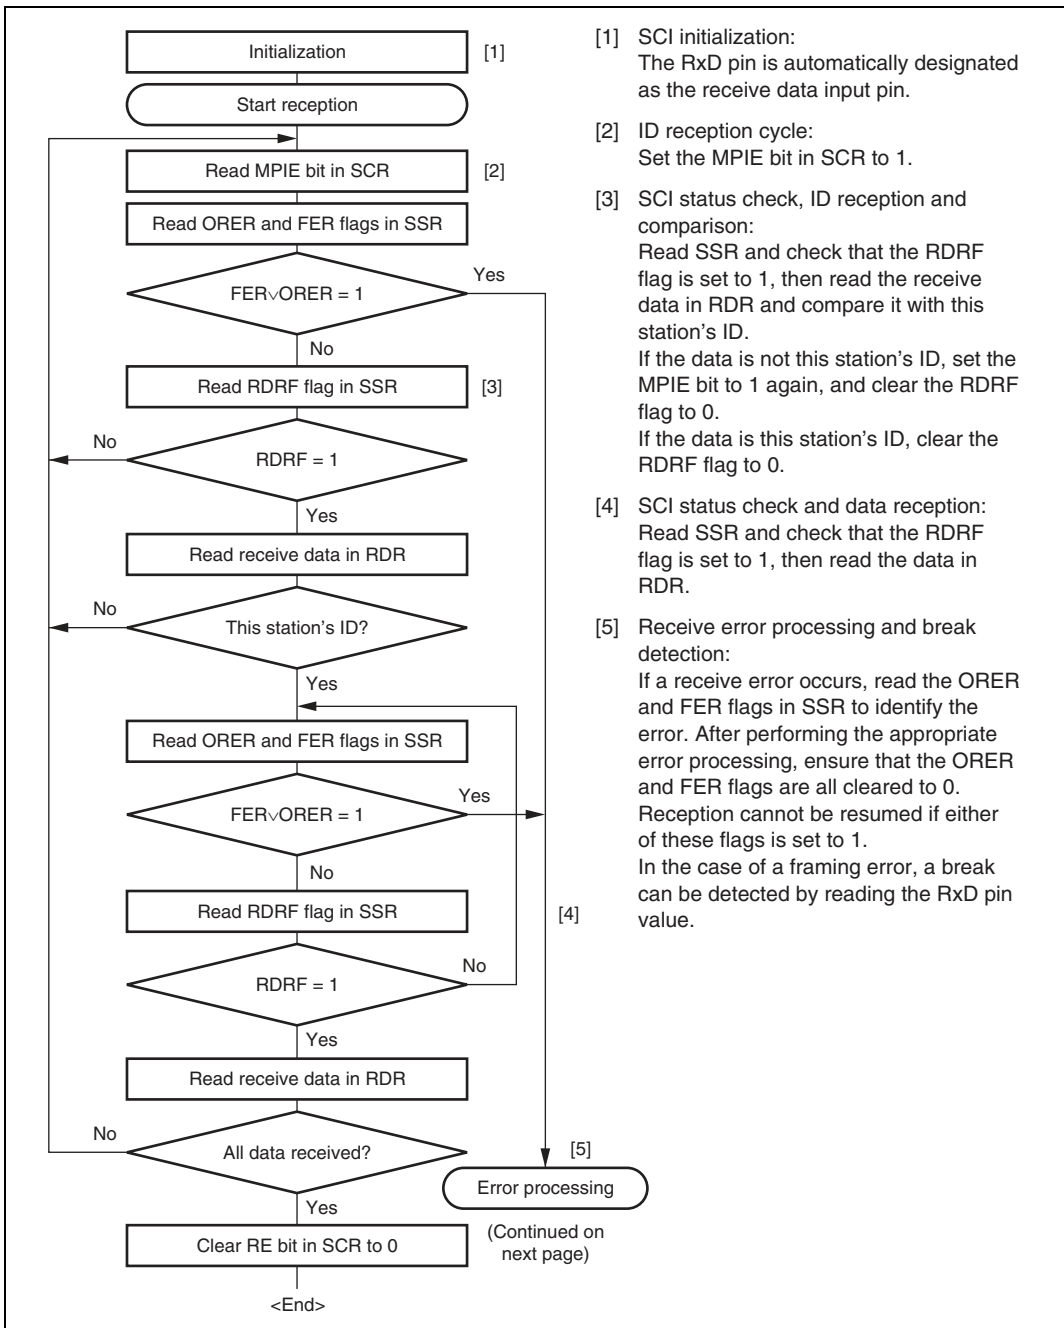 Initialization
[1]
Start reception
Read MPIE bit in SCR
[2]
Read ORER and FER flags in SSR
FER∨ORER = 1
Yes
No
Read RDRF flag in SSR
[3]
No
RDRF = 1
Yes
Read receive data in RDR
No
This station's ID?
Yes
Read ORER and FER flags in SSR
FER∨ORER = 1
Yes
No
Read RDRF flag in SSR
[4]
RDRF = 1
No
Yes
Read receive data in RDR
No
All data received?
[5]
Error processing
Yes
Clear RE bit in SCR to 0
(Continued on
next page)
<End>
[1] SCI initialization:
The RxD pin is automatically designated
as the receive data input pin.
[2] ID reception cycle:
Set the MPIE bit in SCR to 1.
[3] SCI status check, ID reception and
comparison:
Read SSR and check that the RDRF
flag is set to 1, then read the receive
data in RDR and compare it with this
station's ID.
If the data is not this station's ID, set the
MPIE bit to 1 again, and clear the RDRF
flag to 0.
If the data is this station's ID, clear the
RDRF flag to 0.
[4] SCI status check and data reception:
Read SSR and check that the RDRF
flag is set to 1, then read the data in
RDR.
[5] Receive error processing and break
detection:
If a receive error occurs, read the ORER
and FER flags in SSR to identify the
error. After performing the appropriate
error processing, ensure that the ORER
and FER flags are all cleared to 0.
Reception cannot be resumed if either
of these flags is set to 1.
In the case of a framing error, a break
can be detected by reading the RxD pin
value.